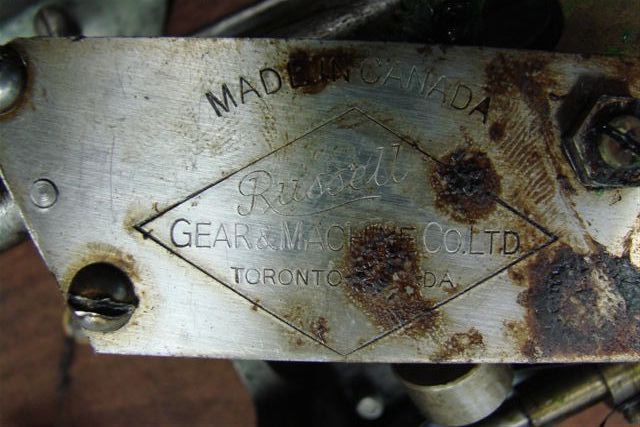 MADE IN CANADA
Russell
GEAR & MACHINE CO. LTD.
TORONTO